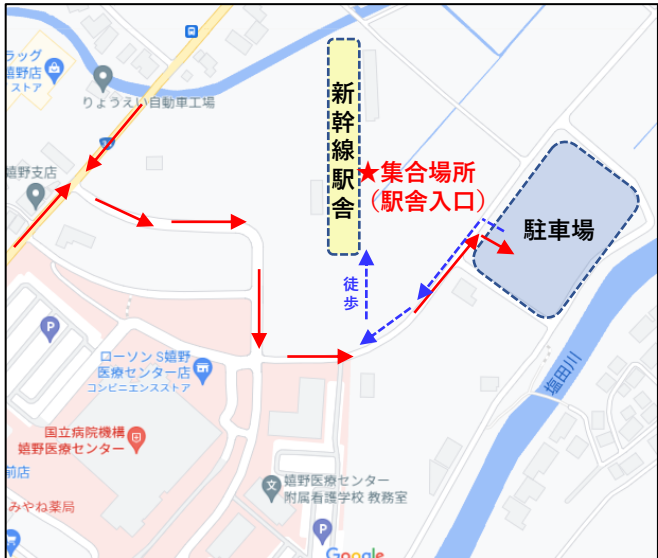 ラッグ
嬉野店
ストア
りょうえい自動車工場
嬉野支店
新幹線駅舎
★集合場所
(駅舎入口)
駐車場
徒歩
P
ローソン S嬉野
医療センター店
コンビニエンスストア
塩田川
国立病院機構
嬉野医療センター
前店
みやね薬局
文
嬉野医療センター
附属看護学校 教務室
P
Google